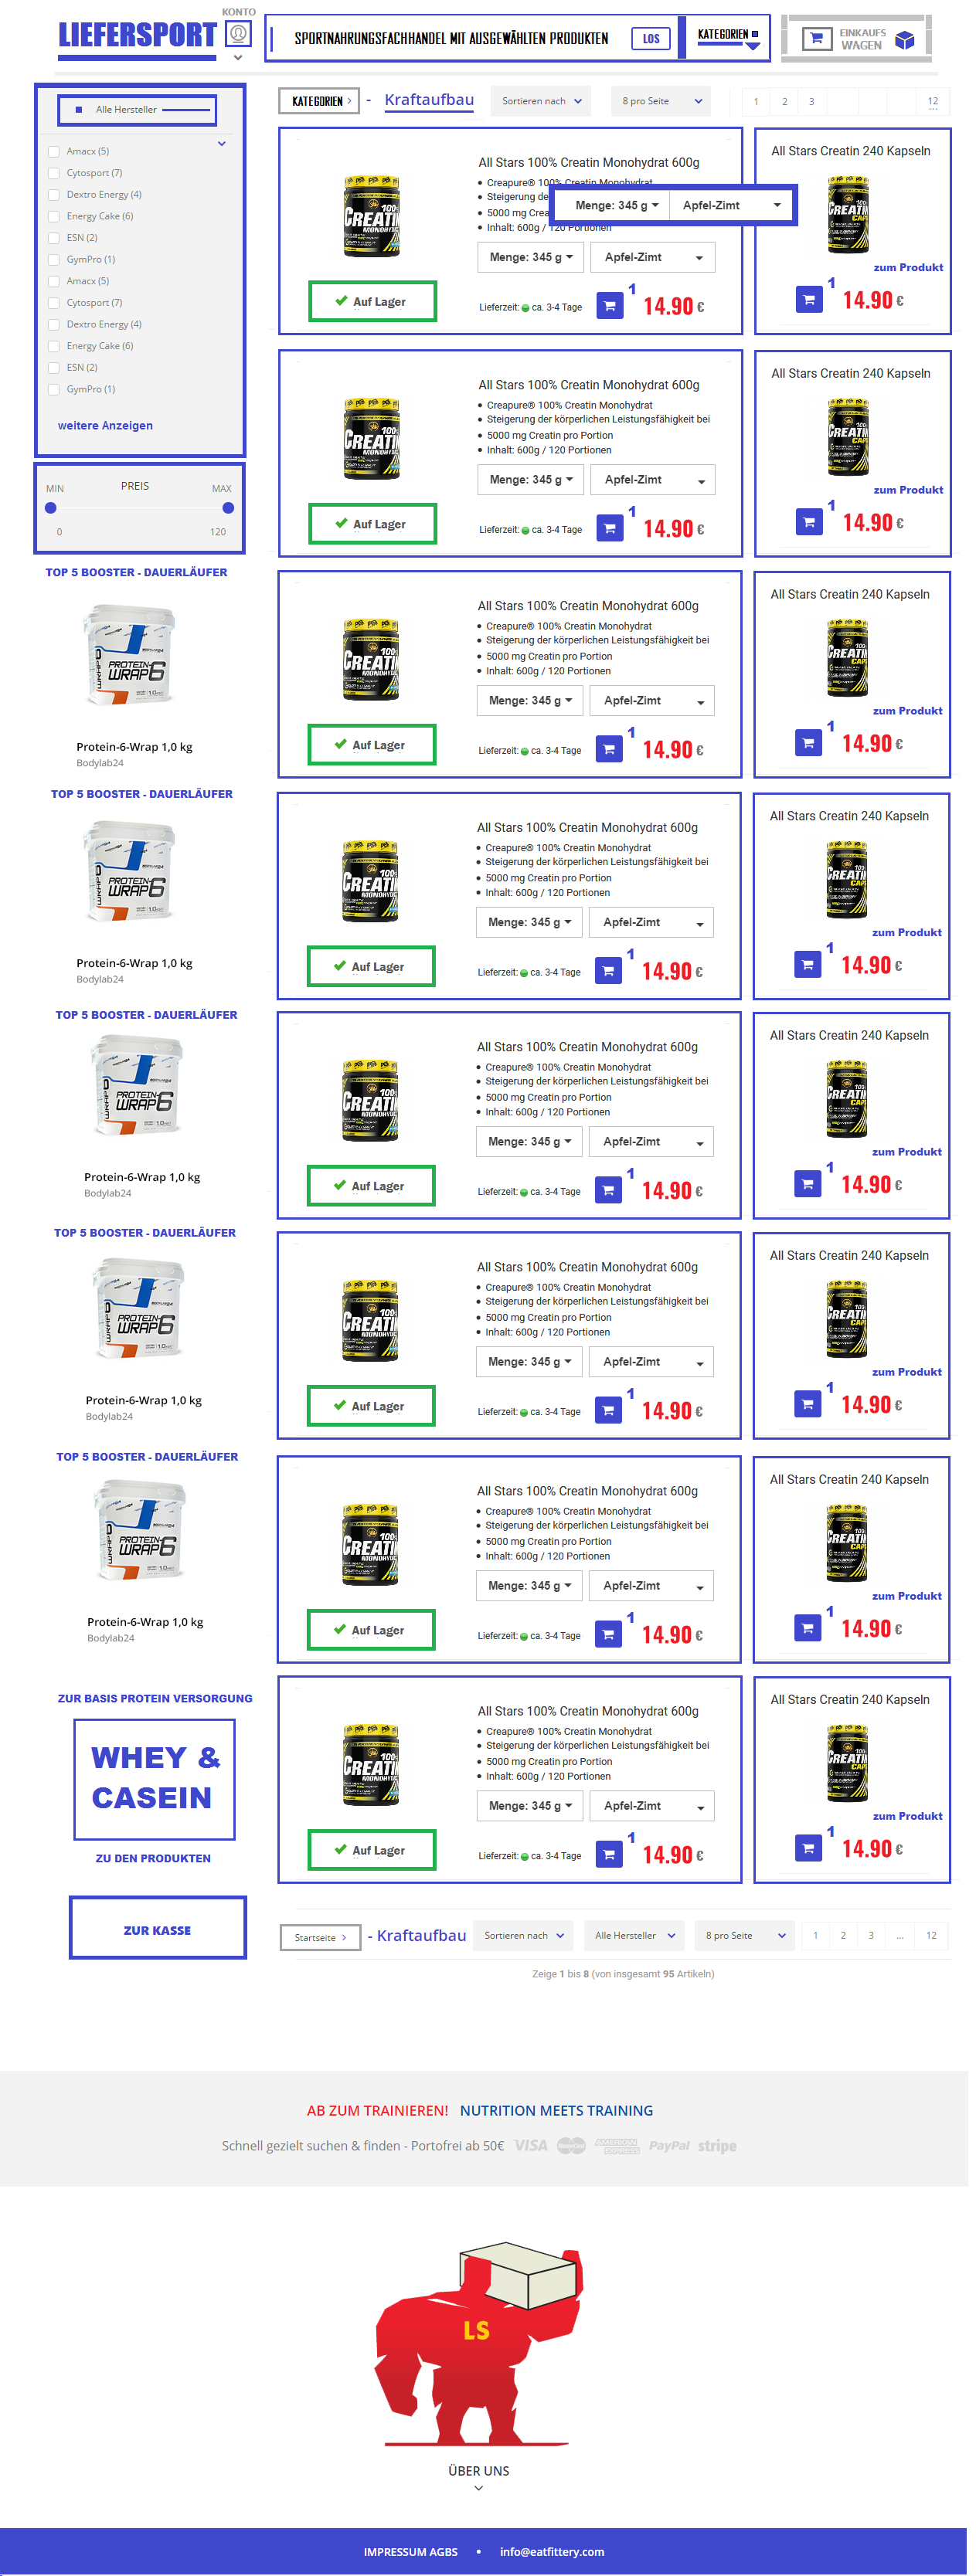 KONTO
LIEFERSPORT
SPORTNAHRUNGSFACHHANDEL MIT AUSGEWÄHLTEN PRODUKTEN
LOS
KATEGORIEN
EINKAUFS
WAGEN
Alle Hersteller
Amacx (5)
Cytosport (7)
Dextro Energy (4)
Energy Cake (6)
ESN (2)
GymPro (1)
Amacx (5)
Cytosport (7)
Dextro Energy (4)
Energy Cake (6)
ESN (2)
GymPro (1)
weitere Anzeigen
PREIS
MIN
MAX
0
120
TOP 5 BOOSTER - DAUERLÄUFER
PROTEIN-
WRAP 6
Protein-6-Wrap 1,0 kg
Bodylab24
TOP 5 BOOSTER - DAUERLÄUFER
PROTEIN-
WRAP 6
Protein-6-Wrap 1,0 kg
Bodylab24
TOP 5 BOOSTER - DAUERLÄUFER
PROTEIN-
WRAP 6
Protein-6-Wrap 1,0 kg
Bodylab24
TOP 5 BOOSTER - DAUERLÄUFER
PROTEIN-
WRAP 6
Protein-6-Wrap 1,0 kg
Bodylab24
TOP 5 BOOSTER - DAUERLÄUFER
PROTEIN-
WRAP 6
Protein-6-Wrap 1,0 kg
Bodylab24
ZUR BASIS PROTEIN VERSORGUNG
WHEY &
CASEIN
ZU DEN PRODUKTEN
ZUR KASSE
KATEGORIEN > - Kraftaufbau
Sortieren nach
8 pro Seite
1 2 3 12
...
All Stars 100% Creatin Monohydrat 600g
Creapure® 100% Creatin Monohydrat
Steigerung de
5000 mg Crea
Inhalt: 600g / 120 Portionen
Menge: 345 g Apfel-Zimt
Menge: 345 g Apfel-Zimt
Auf Lager
Lieferzeit: ca. 3-4 Tage 1 14.90 €
All Stars Creatin 240 Kapseln
zum Produkt
1 14.90 €
All Stars 100% Creatin Monohydrat 600g
Creapure® 100% Creatin Monohydrat
Steigerung der körperlichen Leistungsfähigkeit bei
5000 mg Creatin pro Portion
Inhalt: 600g / 120 Portionen
Menge: 345 g Apfel-Zimt
Auf Lager
Lieferzeit: ca. 3-4 Tage 1 14.90 €
All Stars Creatin 240 Kapseln
zum Produkt
1 14.90 €
All Stars 100% Creatin Monohydrat 600g
Creapure® 100% Creatin Monohydrat
Steigerung der körperlichen Leistungsfähigkeit bei
5000 mg Creatin pro Portion
Inhalt: 600g / 120 Portionen
Menge: 345 g Apfel-Zimt
Auf Lager
Lieferzeit: ca. 3-4 Tage 1 14.90 €
All Stars Creatin 240 Kapseln
zum Produkt
1 14.90 €
All Stars 100% Creatin Monohydrat 600g
Creapure® 100% Creatin Monohydrat
Steigerung der körperlichen Leistungsfähigkeit bei
5000 mg Creatin pro Portion
Inhalt: 600g / 120 Portionen
Menge: 345 g Apfel-Zimt
Auf Lager
Lieferzeit: ca. 3-4 Tage 1 14.90 €
All Stars Creatin 240 Kapseln
zum Produkt
1 14.90 €
All Stars 100% Creatin Monohydrat 600g
Creapure® 100% Creatin Monohydrat
Steigerung der körperlichen Leistungsfähigkeit bei
5000 mg Creatin pro Portion
Inhalt: 600g / 120 Portionen
Menge: 345 g Apfel-Zimt
Auf Lager
Lieferzeit: ca. 3-4 Tage 1 14.90 €
All Stars Creatin 240 Kapseln
zum Produkt
1 14.90 €
All Stars 100% Creatin Monohydrat 600g
Creapure® 100% Creatin Monohydrat
Steigerung der körperlichen Leistungsfähigkeit bei
5000 mg Creatin pro Portion
Inhalt: 600g / 120 Portionen
Menge: 345 g Apfel-Zimt
Auf Lager
Lieferzeit: ca. 3-4 Tage 1 14.90 €
All Stars Creatin 240 Kapseln
zum Produkt
1 14.90 €
All Stars 100% Creatin Monohydrat 600g
Creapure® 100% Creatin Monohydrat
Steigerung der körperlichen Leistungsfähigkeit bei
5000 mg Creatin pro Portion
Inhalt: 600g / 120 Portionen
Menge: 345 g Apfel-Zimt
Auf Lager
Lieferzeit: ca. 3-4 Tage 1 14.90 €
All Stars Creatin 240 Kapseln
zum Produkt
1 14.90 €
All Stars 100% Creatin Monohydrat 600g
Creapure® 100% Creatin Monohydrat
Steigerung der körperlichen Leistungsfähigkeit bei
5000 mg Creatin pro Portion
Inhalt: 600g / 120 Portionen
Menge: 345 g Apfel-Zimt
Auf Lager
Lieferzeit: ca. 3-4 Tage 1 14.90 €
All Stars Creatin 240 Kapseln
zum Produkt
1 14.90 €
Startseite > - Kraftaufbau
Sortieren nach
Alle Hersteller
8 pro Seite
1 2 3 ... 12
Zeige 1 bis 8 (von insgesamt 95 Artikeln)
AB ZUM TRAINIEREN! NUTRITION MEETS TRAINING
Schnell gezielt suchen & finden - Portofrei ab 50€ VISA MasterCard AMERICAN EXPRESS PayPal stripe
LS
ÜBER UNS
IMPRESSUM AGBS • info@eatfittery.com